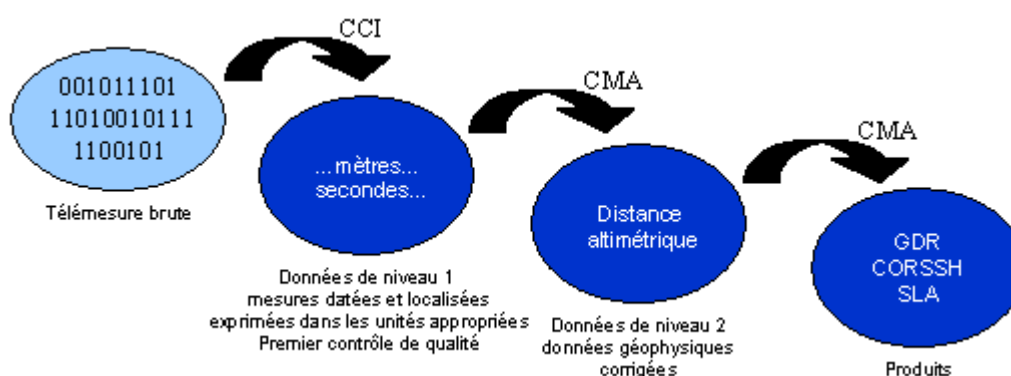 CCI
001011101
11010010111
1100101
Télémesure brute
CMA
...mètres...
secondes...
Données de niveau 1
mesures datées et localisées
exprimées dans les unités appropriées
Premier contrôle de qualité
CMA
Distance
altimétrique
Données de niveau 2
données géophysiques
corrigées
GDR
CORSSH
SLA
Produits